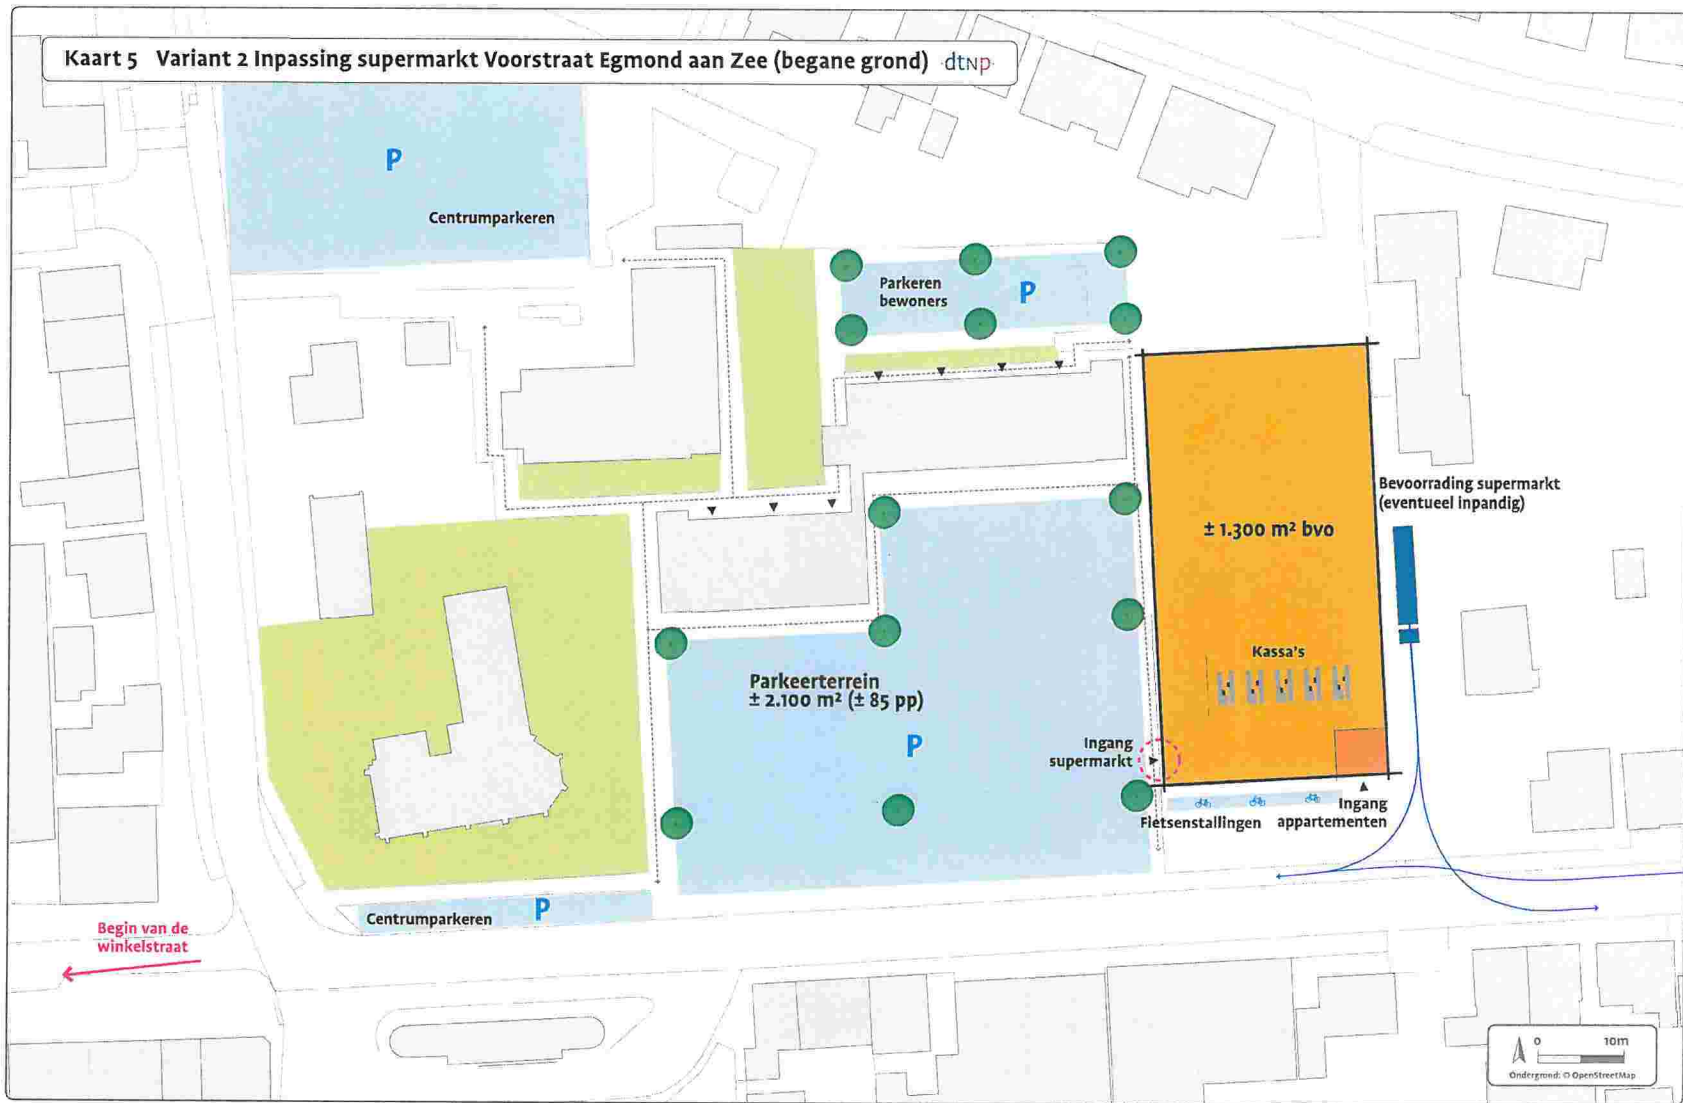 Kaart 5 Variant 2 Inpassing supermarkt Voorstraat Egmond aan Zee (begane grond) ·dtnp·
P
Centrumparkeren
Parkeren
bewoners
P
Bevoorrading supermarkt
(eventueel inpandig)
± 1.300 m² bvo
Kassa's
Parkeerterrein
± 2.100 m² (± 85 pp)
P
Ingang
supermarkt
Fietsenstallingen
Ingang
appartementen
Centrumparkeren
P
Begin van de
winkelstraat
0 10m
Ondergrond: © OpenStreetMap